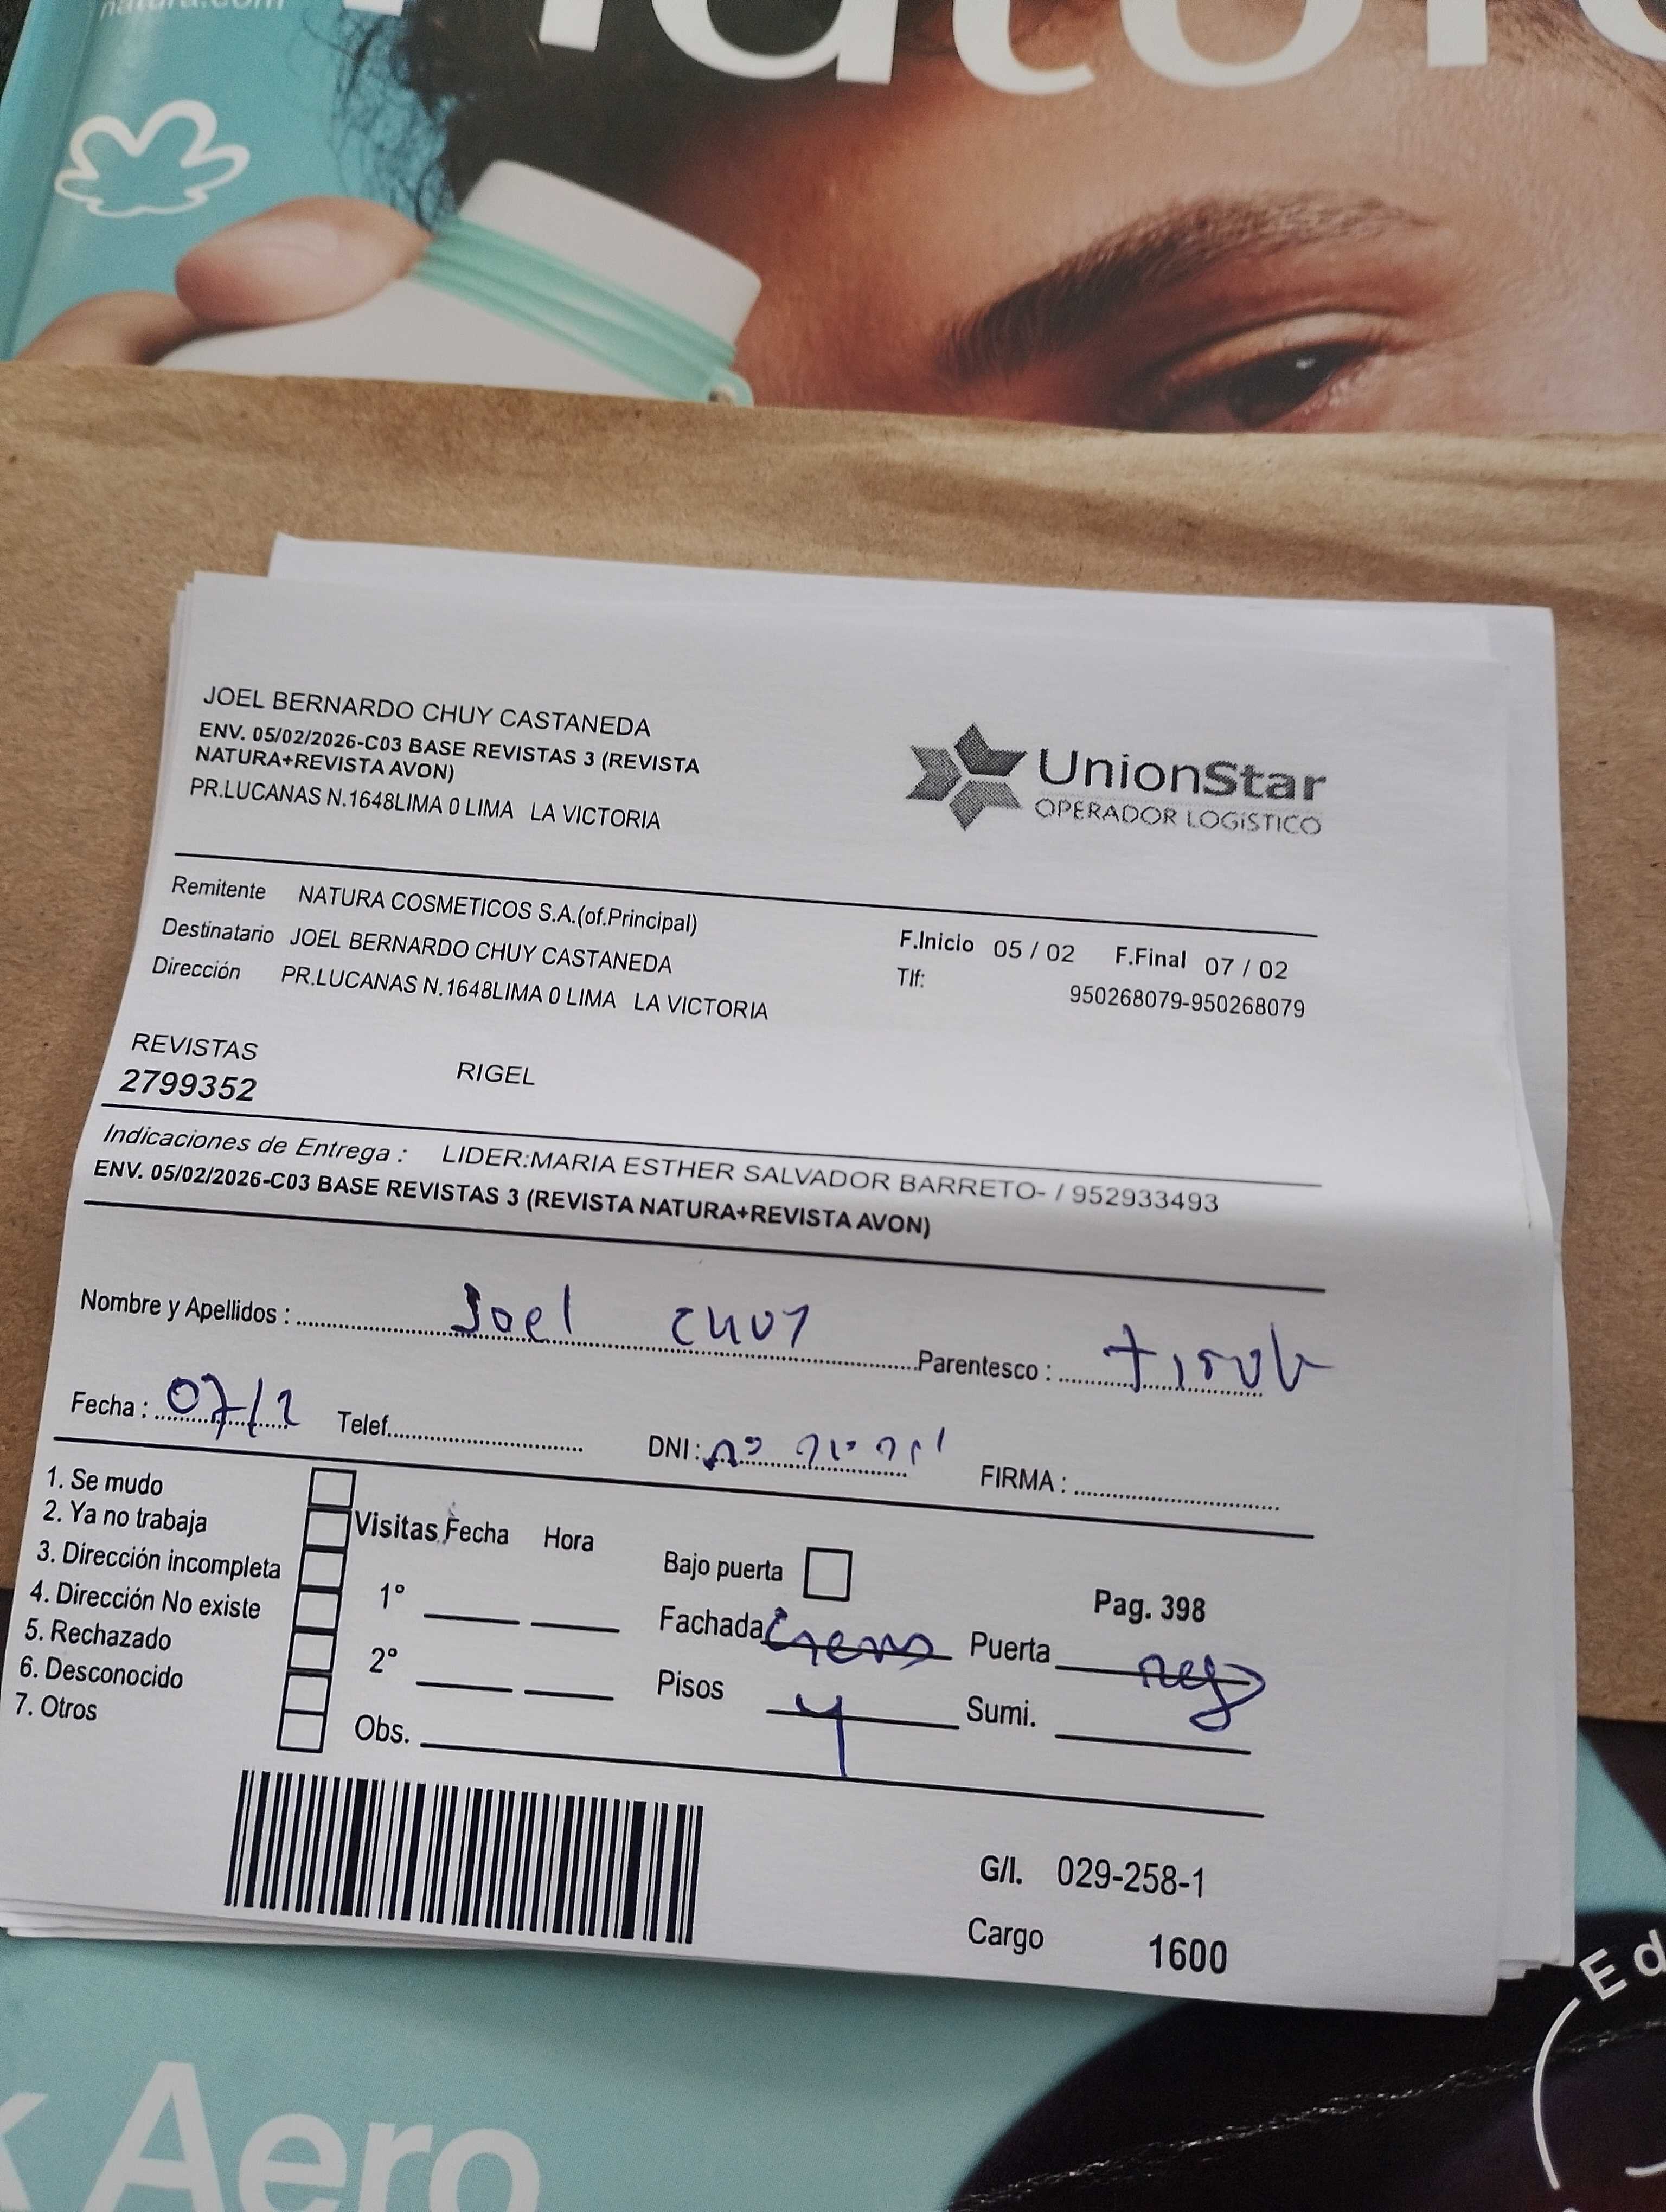 natura.com
natura
JOEL BERNARDO CHUY CASTANEDA
ENV. 05/02/2026-C03 BASE REVISTAS 3 (REVISTA
NATURA+REVISTA AVON)
PR.LUCANAS N.1648LIMA 0 LIMA LA VICTORIA
UnionStar
OPERADOR LOGÍSTICO
Remitente NATURA COSMETICOS S.A.(of.Principal)
Destinatario JOEL BERNARDO CHUY CASTANEDA
Dirección PR.LUCANAS N.1648LIMA 0 LIMA LA VICTORIA
F.Inicio 05 / 02 F.Final 07 / 02
Tlf: 950268079-950268079
REVISTAS
2799352 RIGEL
Indicaciones de Entrega : LIDER:MARIA ESTHER SALVADOR BARRETO- / 952933493
ENV. 05/02/2026-C03 BASE REVISTAS 3 (REVISTA NATURA+REVISTA AVON)
Nombre y Apellidos : Joel Chuy Parentesco :
Fecha : 07/2 Telef. DNI: FIRMA :
1. Se mudo
2. Ya no trabaja
3. Dirección incompleta
4. Dirección No existe
5. Rechazado
6. Desconocido
7. Otros
Visitas Fecha Hora
1°
2°
Obs.
Bajo puerta
Pag. 398
Fachada Puerta
Pisos 4 Sumi.
G/I. 029-258-1
Cargo 1600
k Aero
Ed